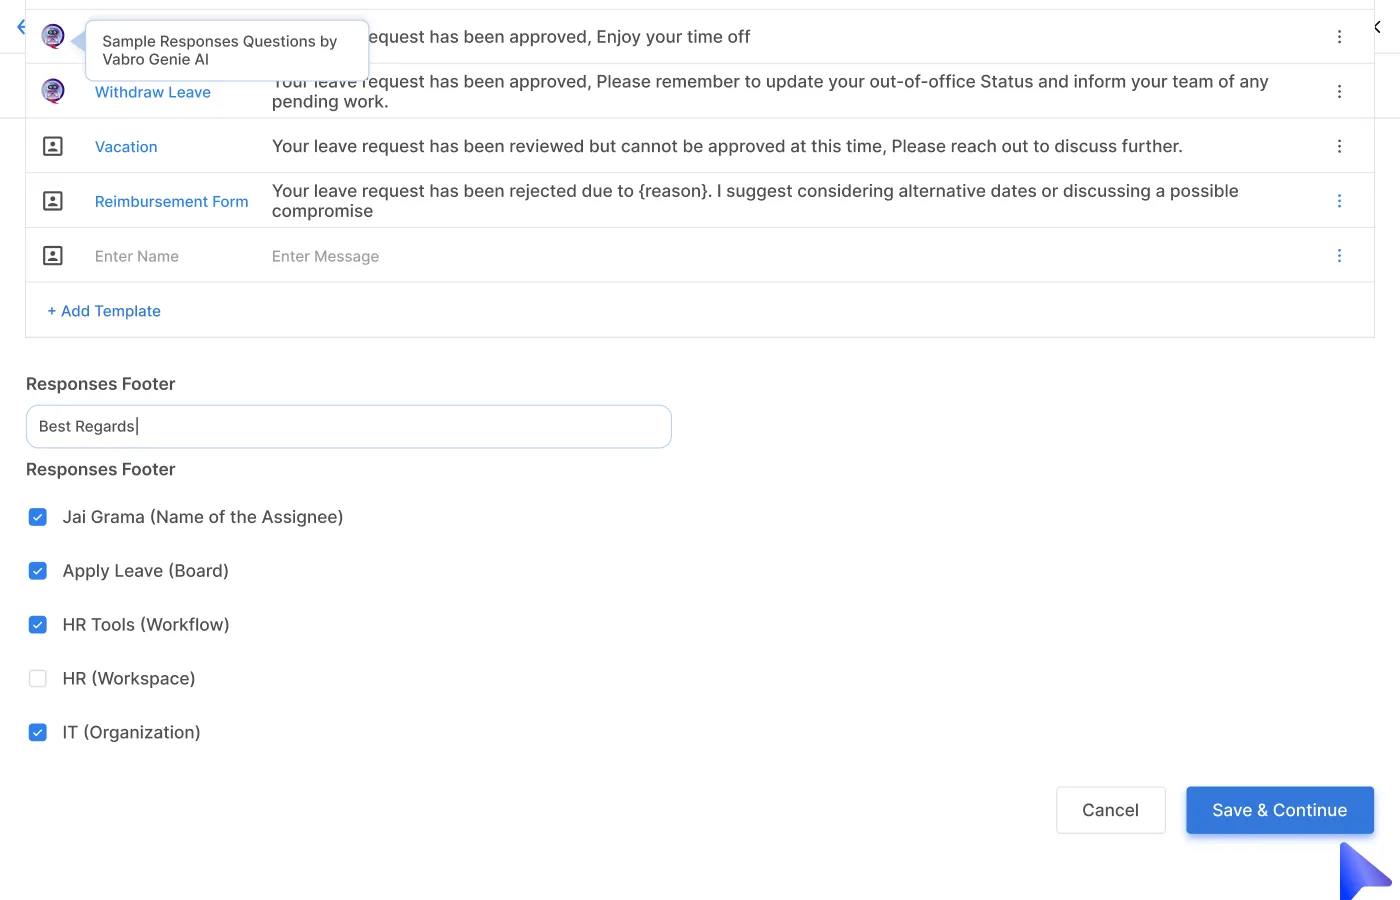 Sample Responses Questions by
Vabro Genie AI
equest has been approved, Enjoy your time off
Withdraw Leave
Your leave request has been approved, Please remember to update your out-of-office Status and inform your team of any
pending work.
Vacation
Your leave request has been reviewed but cannot be approved at this time, Please reach out to discuss further.
Reimbursement Form
Your leave request has been rejected due to {reason}. I suggest considering alternative dates or discussing a possible
compromise
Enter Name
Enter Message
+ Add Template
Responses Footer
Best Regards
Responses Footer
Jai Grama (Name of the Assignee)
Apply Leave (Board)
HR Tools (Workflow)
HR (Workspace)
IT (Organization)
Cancel
Save & Continue